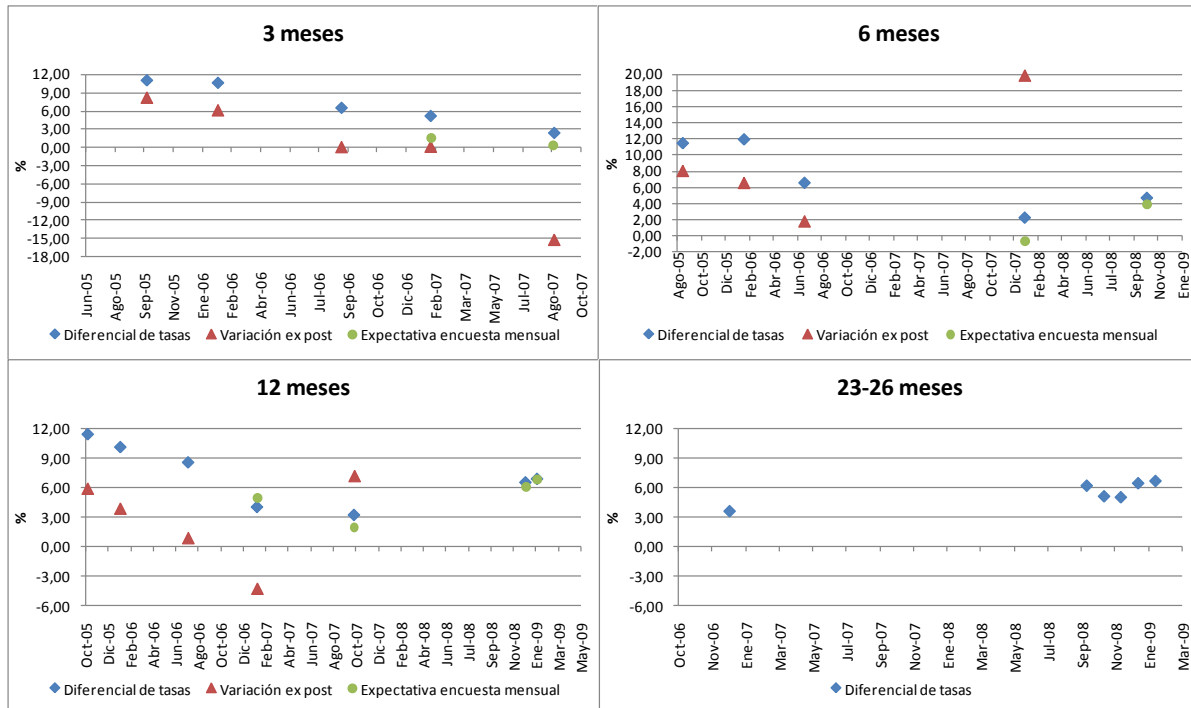 3 meses
%
12,00
9,00
6,00
3,00
0,00
-3,00
-6,00
-9,00
-12,00
-15,00
-18,00
Jun-05
Ago-05
Sep-05
Nov-05
Ene-06
Feb-06
Abr-06
Jun-06
Jul-06
Sep-06
Oct-06
Dic-06
Feb-07
Mar-07
May-07
Jul-07
Ago-07
Oct-07
Diferencial de tasas Variación ex post Expectativa encuesta mensual
6 meses
%
20,00
18,00
16,00
14,00
12,00
10,00
8,00
6,00
4,00
2,00
0,00
-2,00
Ago-05
Oct-05
Dic-05
Feb-06
Abr-06
Jun-06
Ago-06
Oct-06
Dic-06
Feb-07
Abr-07
Jun-07
Ago-07
Oct-07
Dic-07
Feb-08
Abr-08
Jun-08
Ago-08
Sep-08
Nov-08
Ene-09
Diferencial de tasas Variación ex post Expectativa encuesta mensual
12 meses
%
12,00
9,00
6,00
3,00
0,00
-3,00
-6,00
Oct-05
Dic-05
Feb-06
Abr-06
Jun-06
Ago-06
Oct-06
Dic-06
Feb-07
Abr-07
Jun-07
Ago-07
Oct-07
Dic-07
Feb-08
Abr-08
Jun-08
Ago-08
Oct-08
Nov-08
Ene-09
Mar-09
May-09
Diferencial de tasas Variación ex post Expectativa encuesta mensual
23-26 meses
%
12,00
9,00
6,00
3,00
0,00
-3,00
-6,00
Oct-06
Nov-06
Ene-07
Mar-07
May-07
Jul-07
Sep-07
Nov-07
Ene-08
Mar-08
May-08
Jul-08
Sep-08
Nov-08
Ene-09
Mar-09
Diferencial de tasas